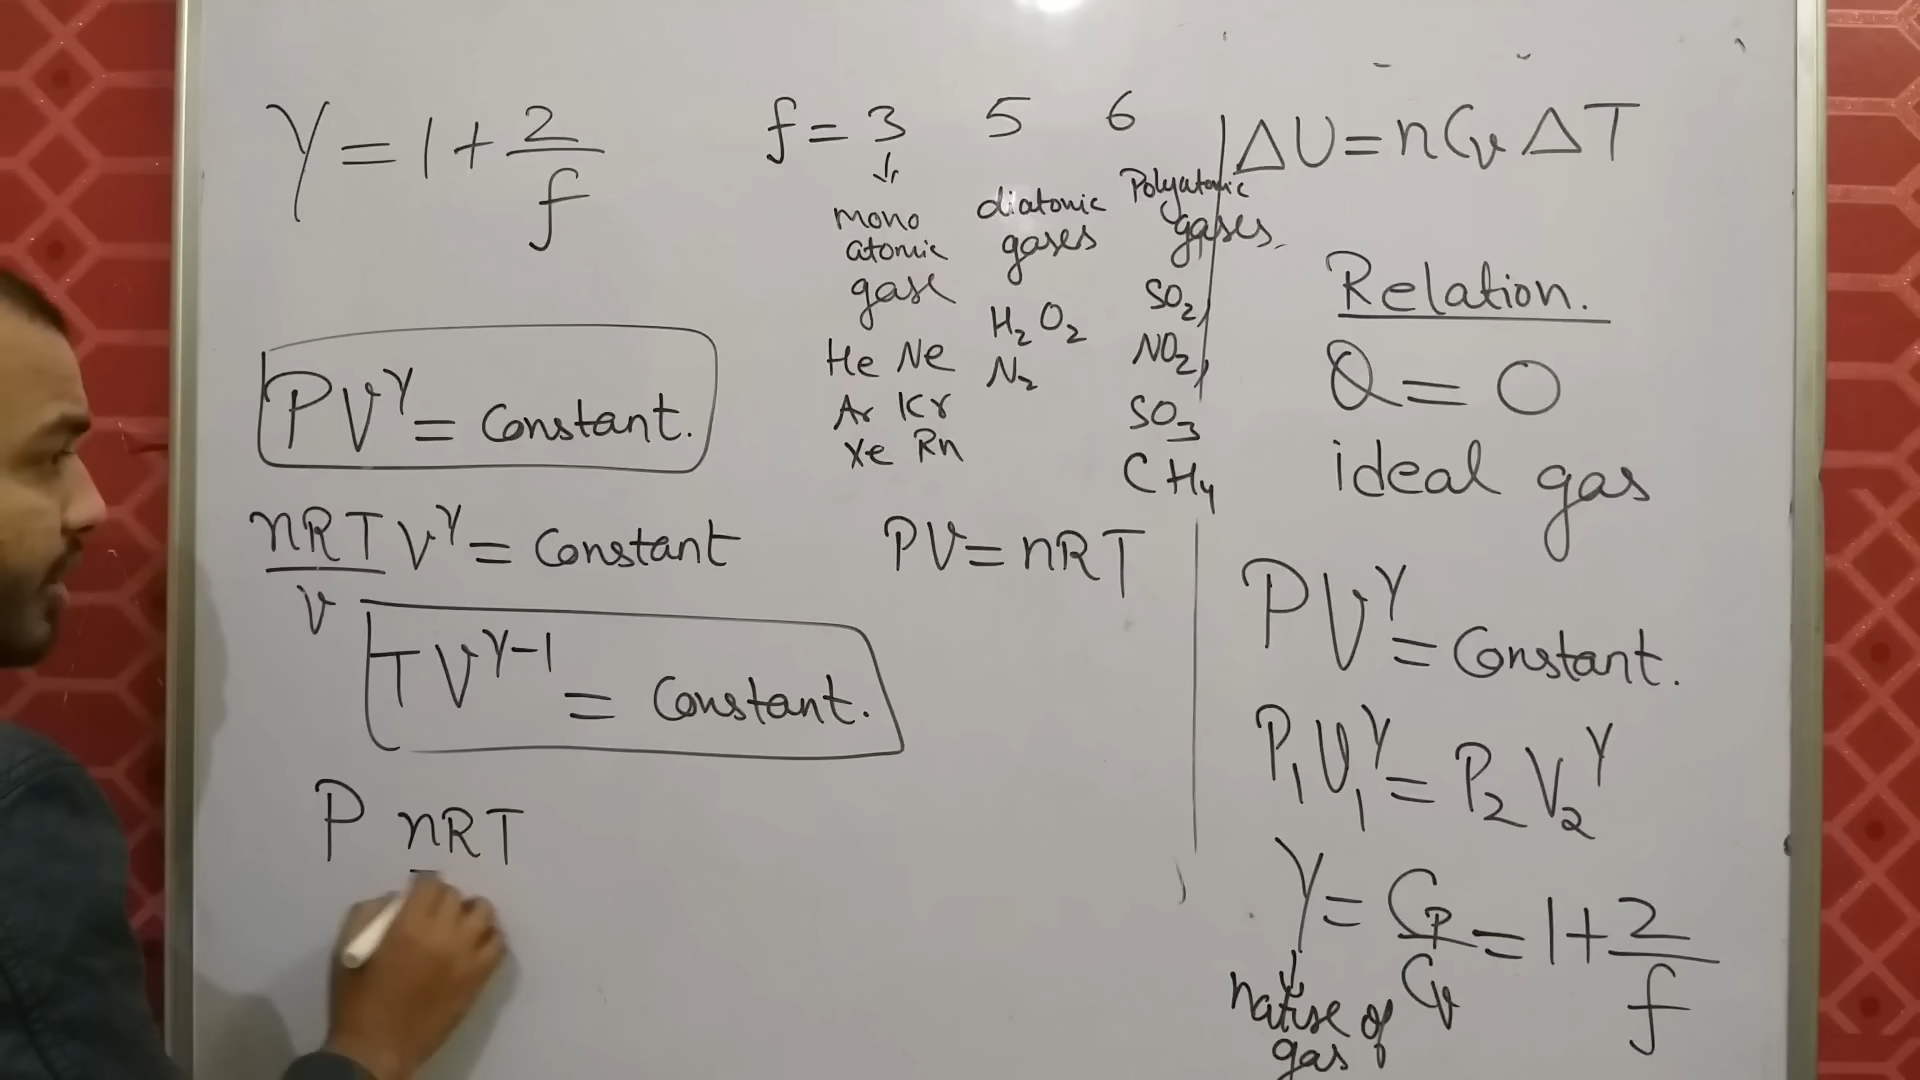 γ = 1 + 2/f
f = 3 5 6
↓
mono
atomic
gase
diatomic
gases
Polyatomic
gases.
He Ne
Ar Kr
Xe Rn
H₂ O₂
N₂
SO₂,
NO₂,
SO₃
CH₄
PV^γ = Constant.
nRT/V V^γ = Constant
PV = nRT
TV^γ-1 = Constant.
P nRT
ΔU = nCv ΔT
Relation.
Q = 0
ideal gas
PV^γ = Constant.
P₁V₁^γ = P₂V₂^γ
γ = Cp/Cv = 1 + 2/f
↓
nature of
gas